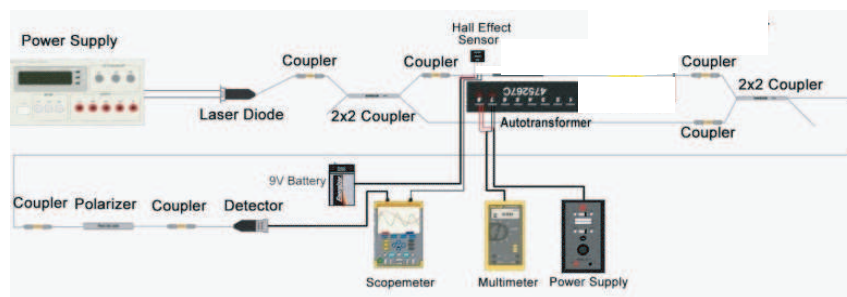 Hall Effect
Sensor
Power Supply
Coupler
Coupler
Coupler
2x2 Coupler
Laser Diode
2x2 Coupler
475267C
Autotransformer
Coupler
9V Battery
Coupler
Polarizer
Coupler
Detector
Scopemeter
Multimeter
Power Supply